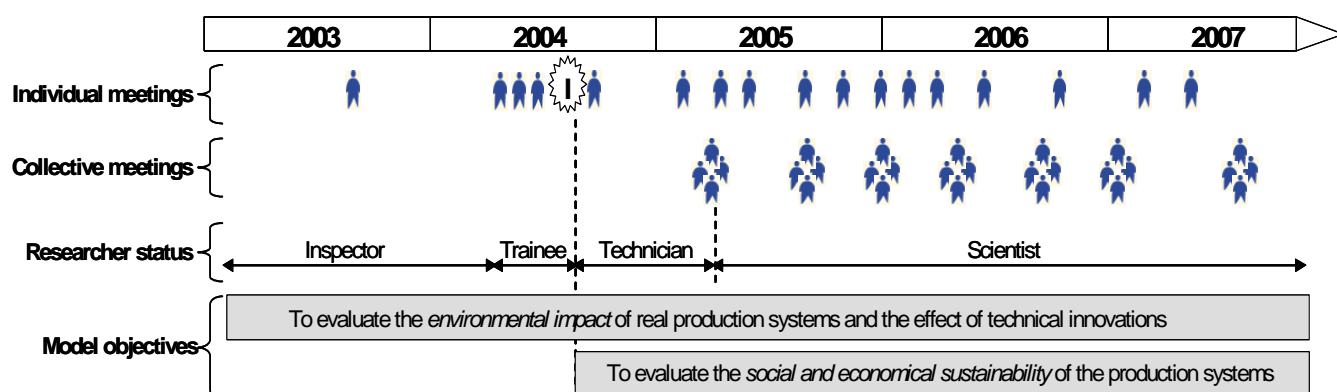 2003 2004 2005 2006 2007
Individual meetings
I
Collective meetings
Researcher status
Inspector Trainee Technician Scientist
Model objectives
To evaluate the environmental impact of real production systems and the effect of technical innovations
To evaluate the social and economical sustainability of the production systems